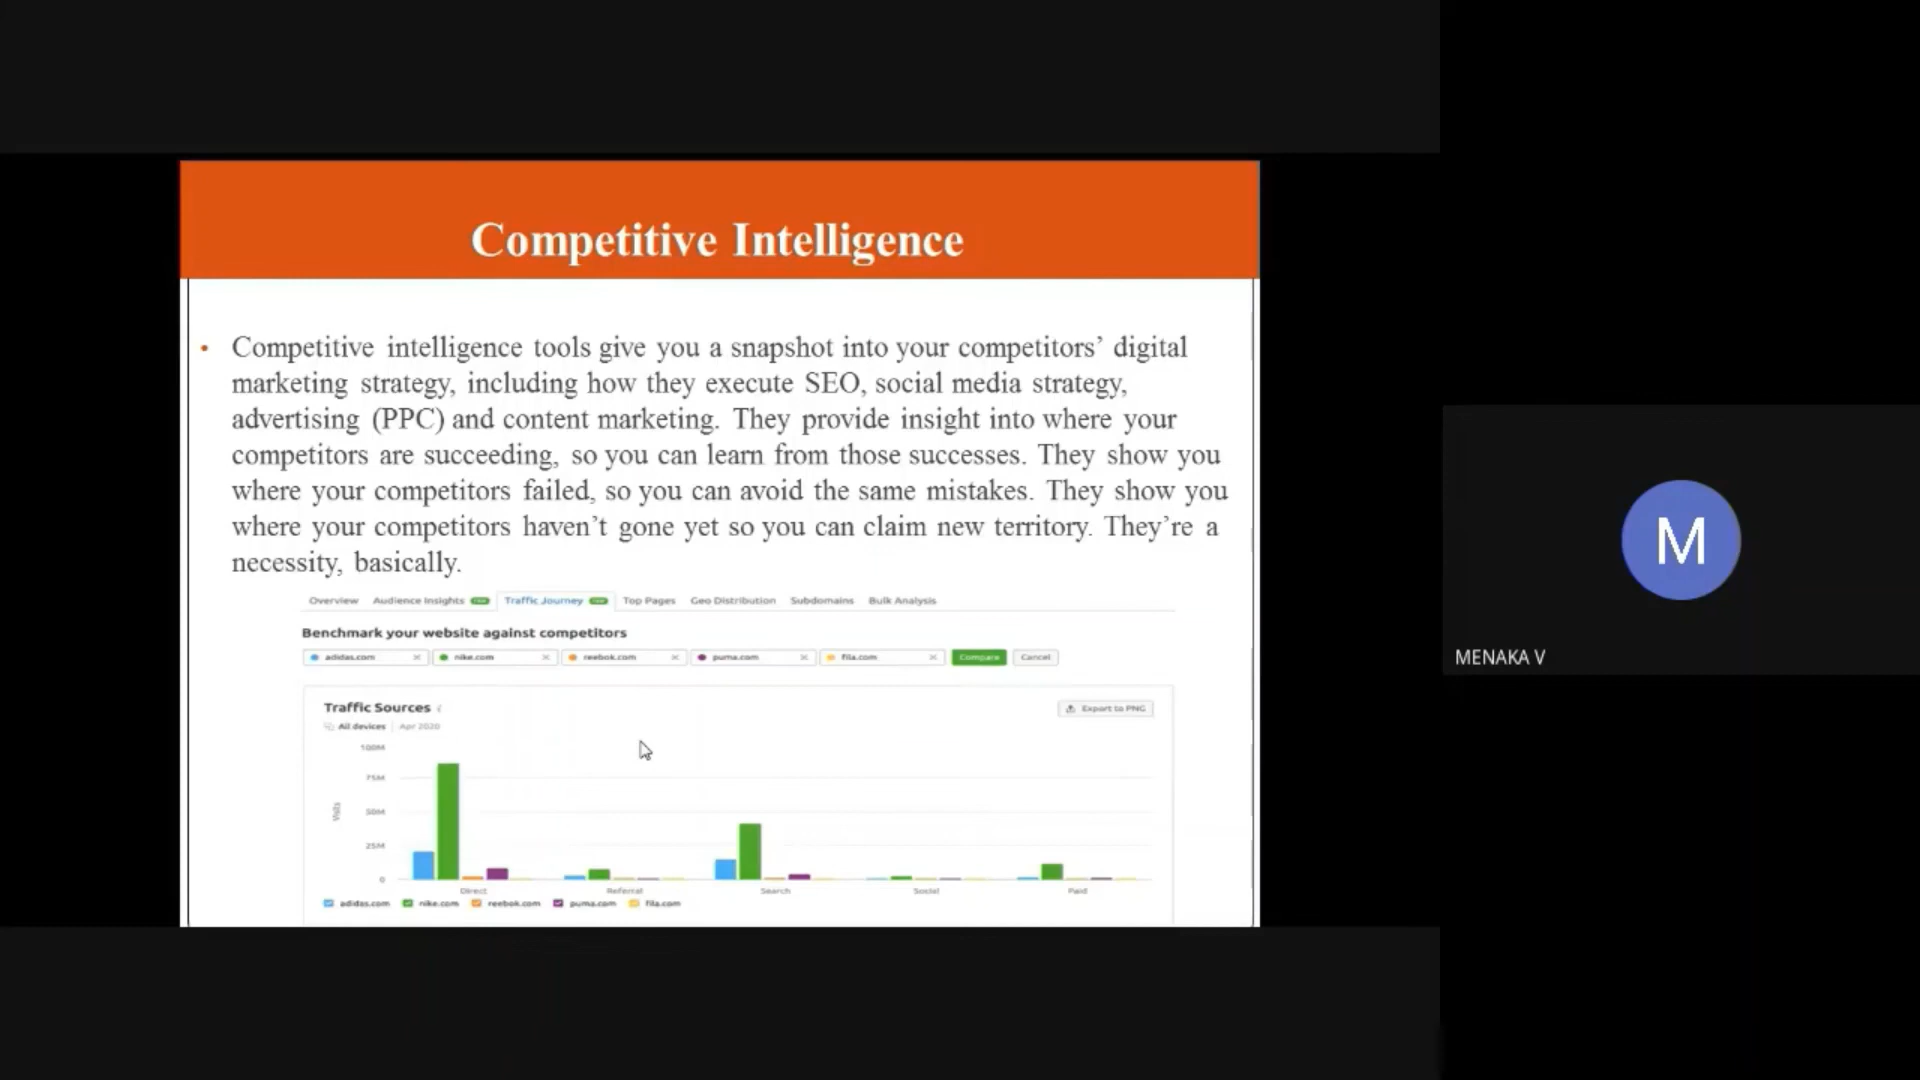 Competitive Intelligence
• Competitive intelligence tools give you a snapshot into your competitors’ digital
marketing strategy, including how they execute SEO, social media strategy,
advertising (PPC) and content marketing. They provide insight into where your
competitors are succeeding, so you can learn from those successes. They show you
where your competitors failed, so you can avoid the same mistakes. They show you
where your competitors haven’t gone yet so you can claim new territory. They’re a
necessity, basically.
Overview Audience Insights Traffic Journey Top Pages Geo Distribution Subdomains Bulk Analysis
Benchmark your website against competitors
adidas.com nike.com reebok.com puma.com fila.com Compare Cancel
Traffic Sources
Export to PNG
All devices Apr 2020
100M
75M
50M
25M
0
Visits
Direct Referral Search Social Paid
adidas.com nike.com reebok.com puma.com fila.com
M
MENAKA V